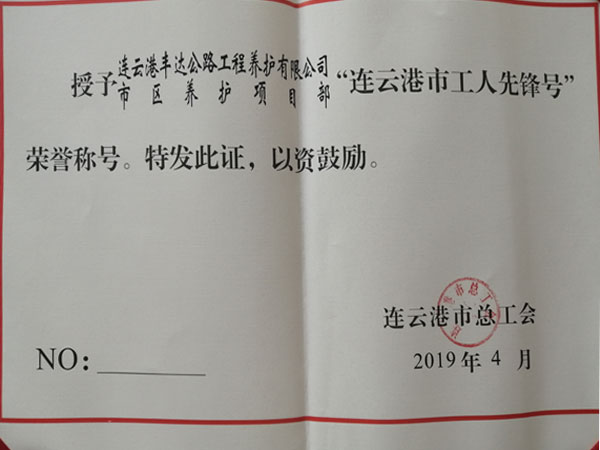 授予连云港丰达公路工程养护有限公司市区养护项目部“连云港市工人先锋号”
荣誉称号。特发此证，以资鼓励。
连云港市总工会
NO：
2019年4月